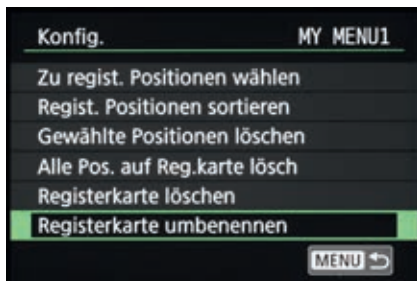 Konfig. MY MENU1
Zu regist. Positionen wählen
Regist. Positionen sortieren
Gewählte Positionen löschen
Alle Pos. auf Reg.karte lösch
Registerkarte löschen
Registerkarte umbenennen
MENU